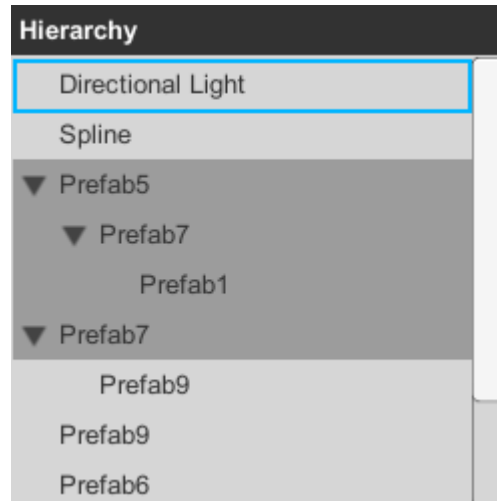 Hierarchy
Directional Light
Spline
Prefab5
Prefab7
Prefab1
Prefab7
Prefab9
Prefab9
Prefab6